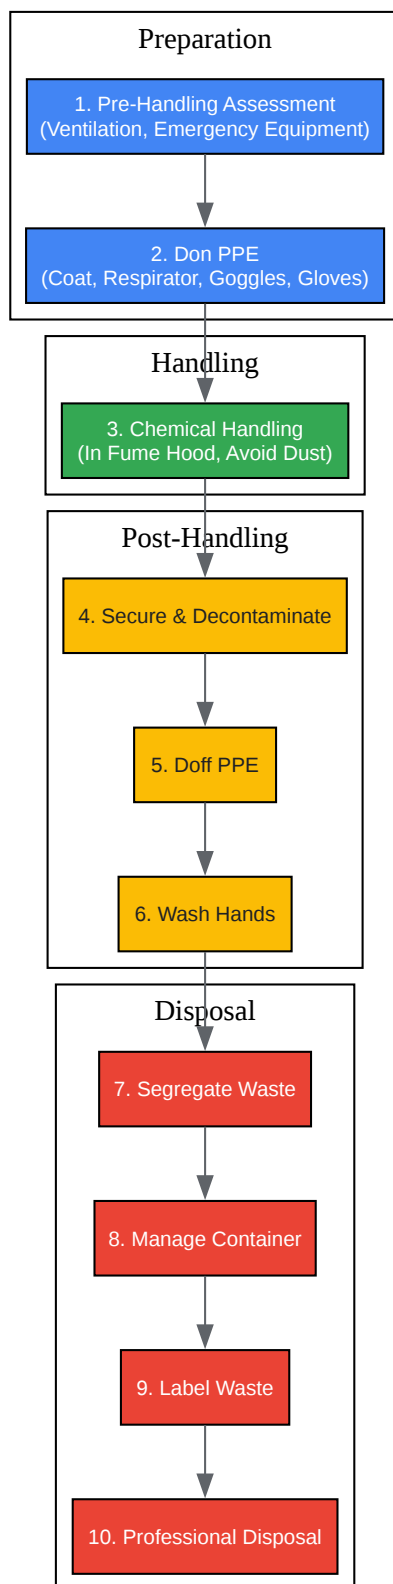 Preparation
1. Pre-Handling Assessment
(Ventilation, Emergency Equipment)
2. Don PPE
(Coat, Respirator, Goggles, Gloves)
Handling
3. Chemical Handling
(In Fume Hood, Avoid Dust)
Post-Handling
4. Secure & Decontaminate
5. Doff PPE
6. Wash Hands
Disposal
7. Segregate Waste
8. Manage Container
9. Label Waste
10. Professional Disposal